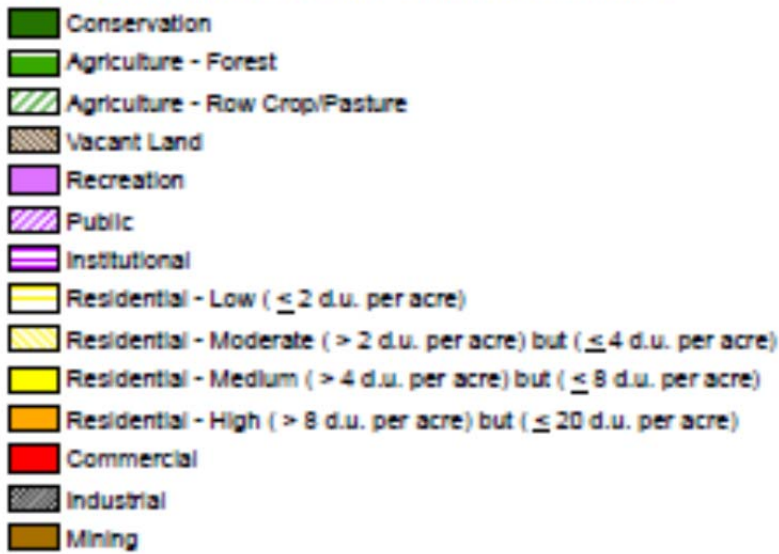 Conservation
Agriculture - Forest
Agriculture - Row Crop/Pasture
Vacant Land
Recreation
Public
Institutional
Residential - Low ( ≤ 2 d.u. per acre)
Residential - Moderate ( > 2 d.u. per acre) but ( ≤ 4 d.u. per acre)
Residential - Medium ( > 4 d.u. per acre) but ( ≤ 8 d.u. per acre)
Residential - High ( > 8 d.u. per acre) but ( ≤ 20 d.u. per acre)
Commercial
Industrial
Mining